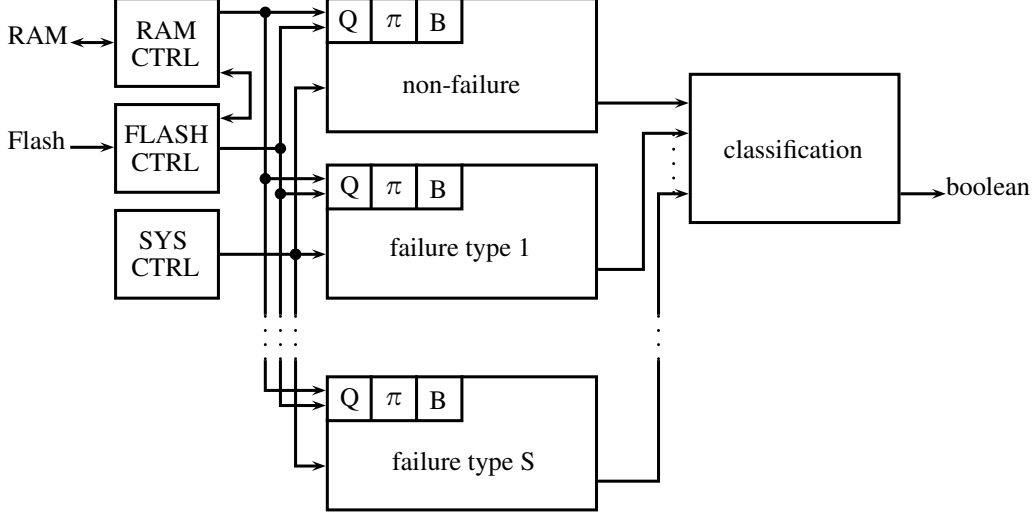 RAM
RAM
CTRL
Q π B
non-failure
Flash
FLASH
CTRL
classification
boolean
Q π B
SYS
CTRL
failure type 1
Q π B
failure type S